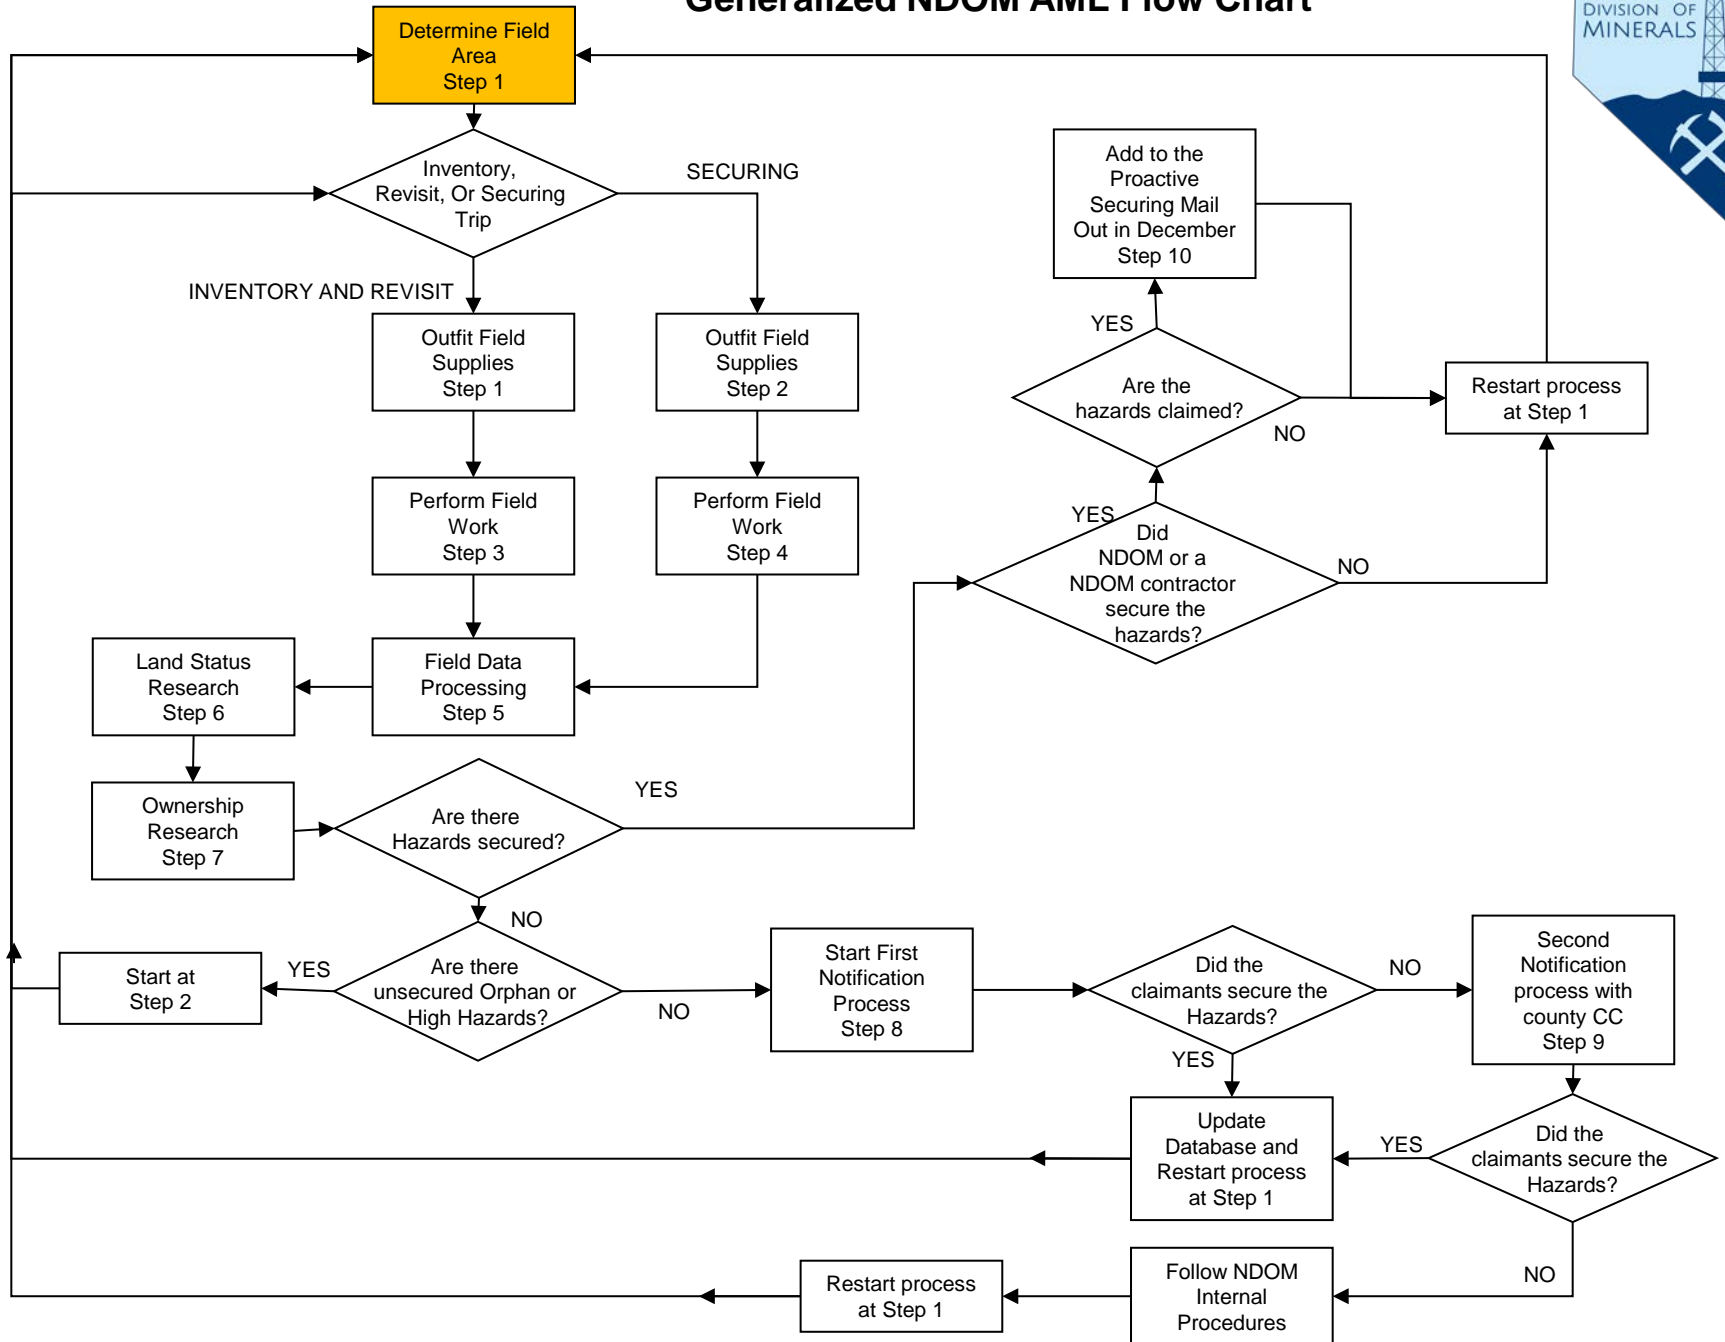 Generalized NDOM AML Flow Chart
DIVISION OF
MINERALS
Determine Field
Area
Step 1
Inventory,
Revisit, Or Securing
Trip
SECURING
INVENTORY AND REVISIT
Outfit Field
Supplies
Step 1
Outfit Field
Supplies
Step 2
Perform Field
Work
Step 3
Perform Field
Work
Step 4
Field Data
Processing
Step 5
Land Status
Research
Step 6
Ownership
Research
Step 7
Are there
Hazards secured?
YES
NO
Add to the
Proactive
Securing Mail
Out in December
Step 10
YES
Are the
hazards claimed?
NO
Restart process
at Step 1
YES
Did
NDOM or a
NDOM contractor
secure the
hazards?
NO
Are there
unsecured Orphan or
High Hazards?
YES
Start at
Step 2
NO
Start First
Notification
Process
Step 8
Did the
claimants secure the
Hazards?
NO
YES
Second
Notification
process with
county CC
Step 9
Update
Database and
Restart process
at Step 1
YES
Did the
claimants secure the
Hazards?
NO
Follow NDOM
Internal
Procedures
Restart process
at Step 1